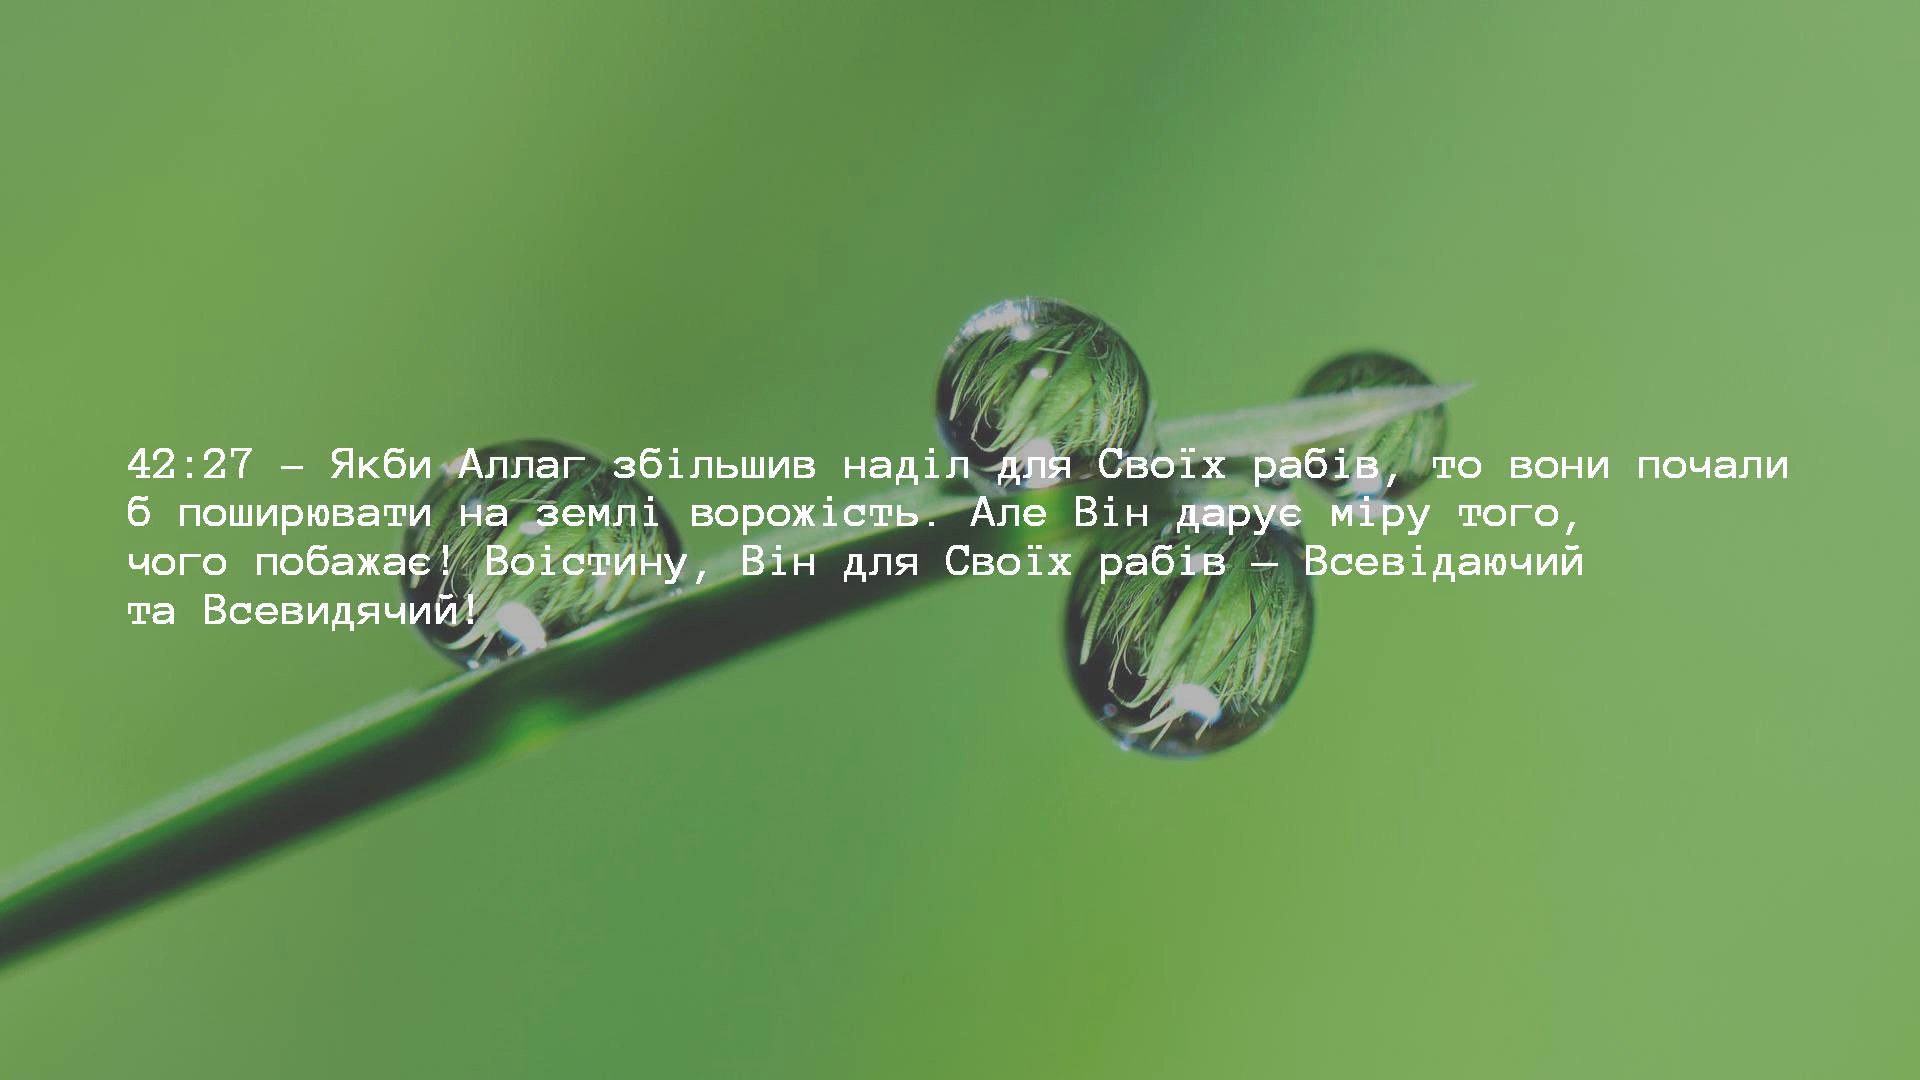 42:27 – Якби Аллаг збільшив наділ для Своїх рабів, то вони почали
б поширювати на землі ворожість. Але Він дарує міру того,
чого побажає! Воістину, Він для Своїх рабів – Всевідаючий
та Всевидячий!